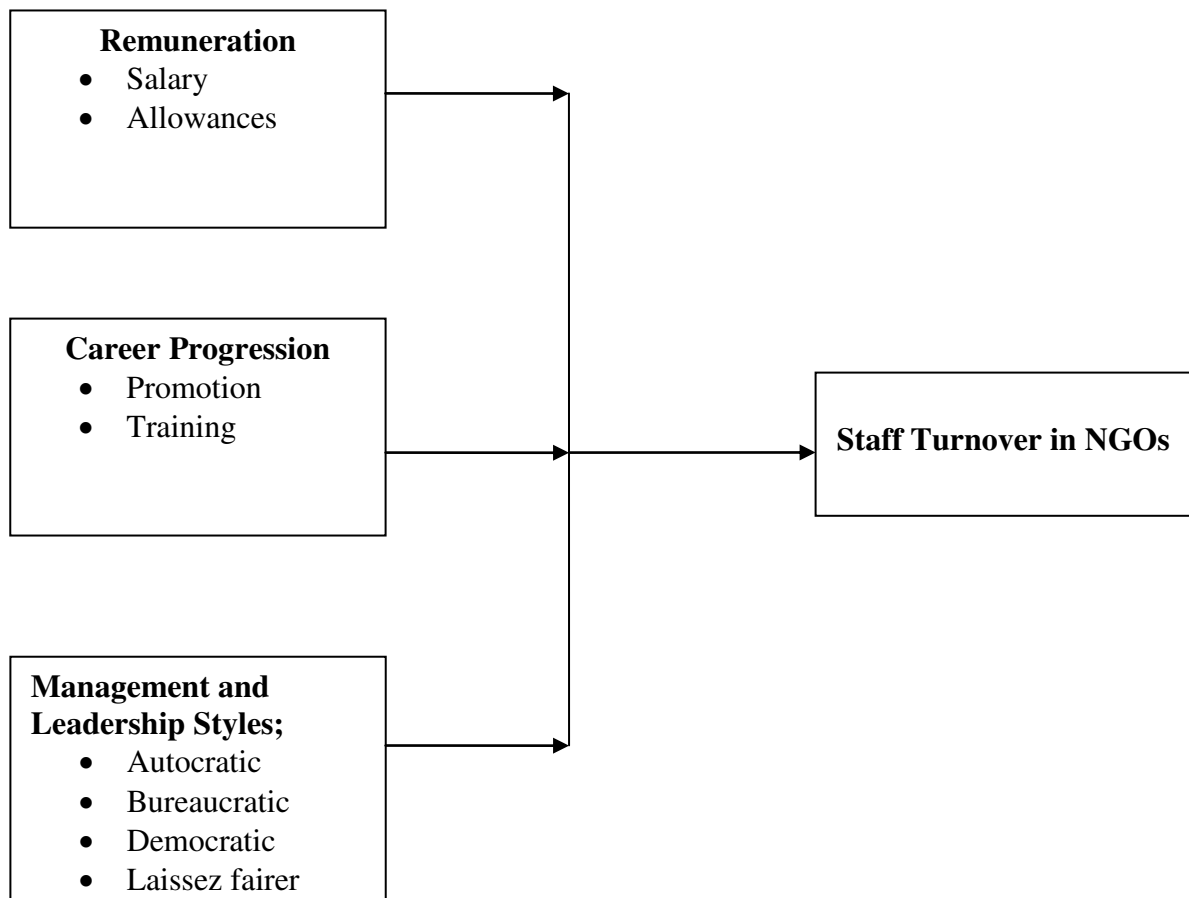 Remuneration
• Salary
• Allowances
Career Progression
• Promotion
• Training
Staff Turnover in NGOs
Management and
Leadership Styles;
• Autocratic
• Bureaucratic
• Democratic
• Laissez fairer